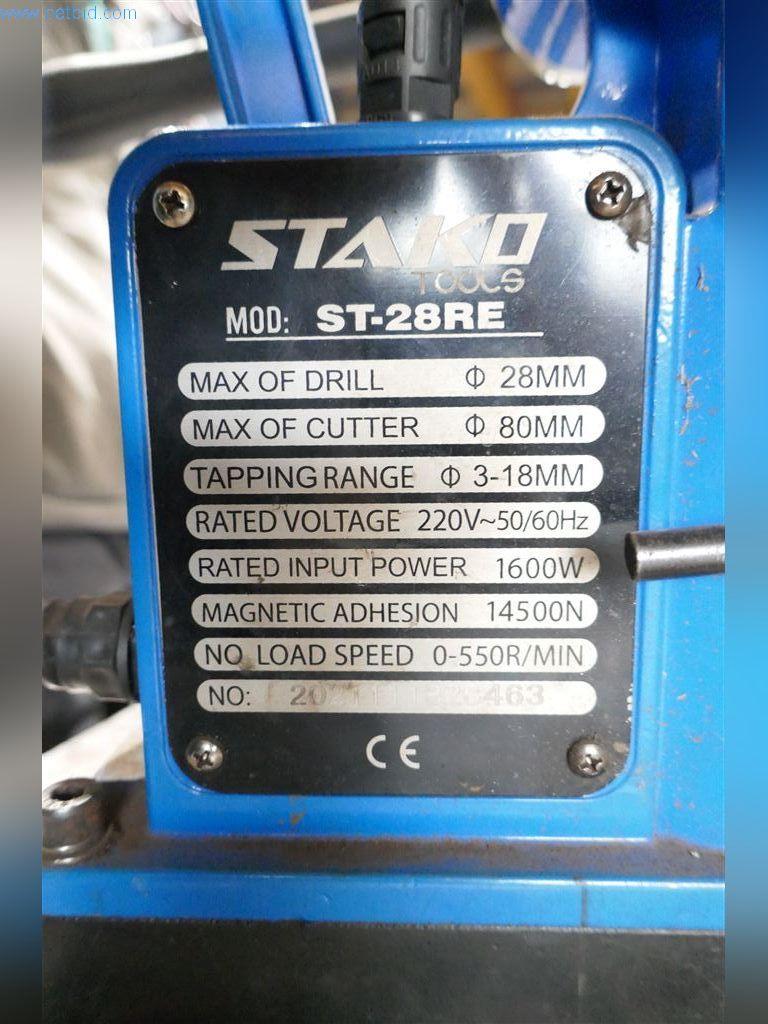 www.netbid.com
STAKO
TOOLS
MOD: ST-28RE
MAX OF DRILL Φ 28MM
MAX OF CUTTER Φ 80MM
TAPPING RANGE Φ 3-18MM
RATED VOLTAGE 220V~50/60Hz
RATED INPUT POWER 1600W
MAGNETIC ADHESION 14500N
NO LOAD SPEED 0-550R/MIN
NO:
CE